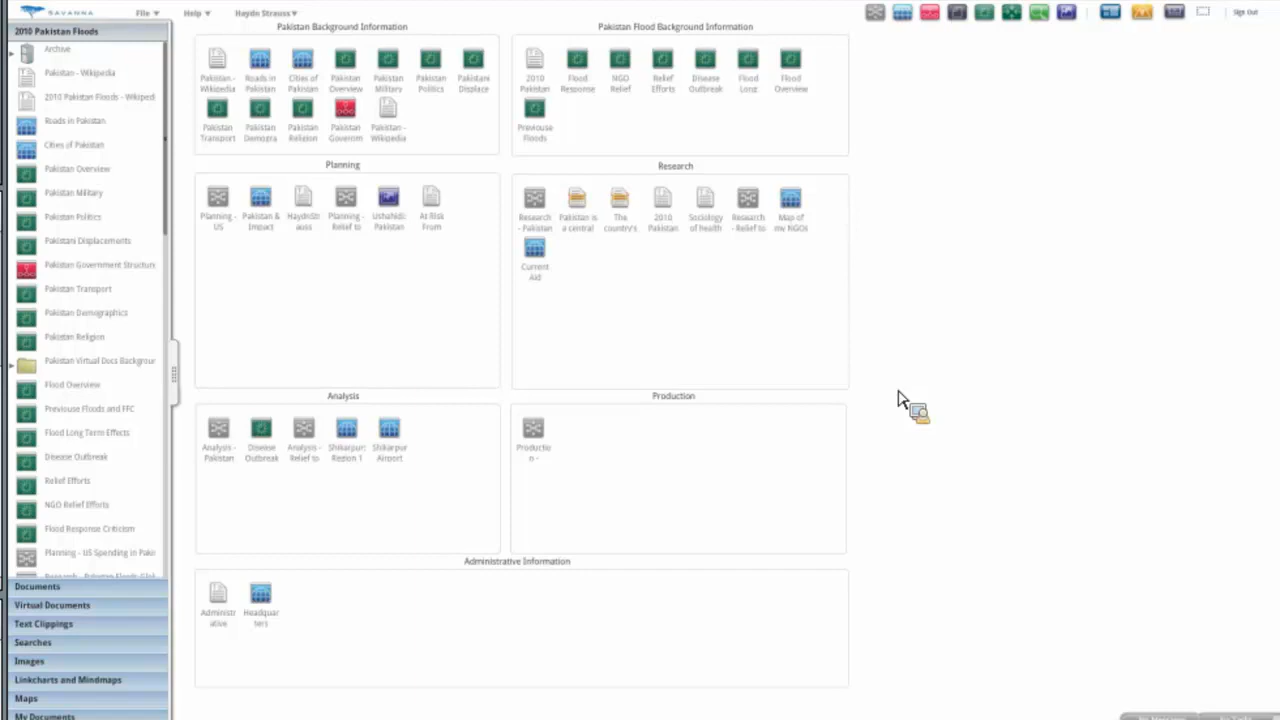 SAVANNA
File ▼
Help ▼
Haydn Strauss▼
Sign Out
2010 Pakistan Floods
Archive
Pakistan - Wikipedia
2010 Pakistan Floods - Wikiped
Roads in Pakistan
Cities of Pakistan
Pakistan Overview
Pakistan Military
Pakistan Politics
Pakistani Displacements
Pakistan Government Structure
Pakistan Transport
Pakistan Demographics
Pakistan Religion
Pakistan Virtual Docs Backgrour
Flood Overview
Previouse Floods and FFC
Flood Long Term Effects
Disease Outbreak
Relief Efforts
NGO Relief Efforts
Flood Response Criticism
Planning - US Spending in Pako
Documents
Virtual Documents
Text Clippings
Searches
Images
Linkcharts and Mindmaps
Maps
My Documents
Pakistan Background Information
Pakistan - Wikipedia
Roads in Pakistan
Cities of Pakistan
Pakistan Overview
Pakistan Military
Pakistan Politics
Pakistani Displace
Pakistan Transport
Pakistan Demogra
Pakistan Religion
Pakistan Governm
Pakistan - Wikipedia
Pakistan Flood Background Information
2010 Pakistan
Flood Response
NGO Relief
Relief Efforts
Disease Outbreak
Flood Long
Flood Overview
Previouse Floods
Planning
Planning - US
Pakistan & Impact
HaydnStr auss
Planning - Relief to
Ushahidi: Pakistan
At Risk From
Research
Research - Pakistan
Pakistan is a central
The country's
2010 Pakistan
Sociology of health
Research - Relief to
Map of my NGOs
Current Aid
Analysis
Analysis - Pakistan
Disease Outbreak
Analysis - Relief to
Shikarpur: Region 1
Shikarpur Airport
Production
Productio n -
Administrative Information
Administr ative
Headquar ters